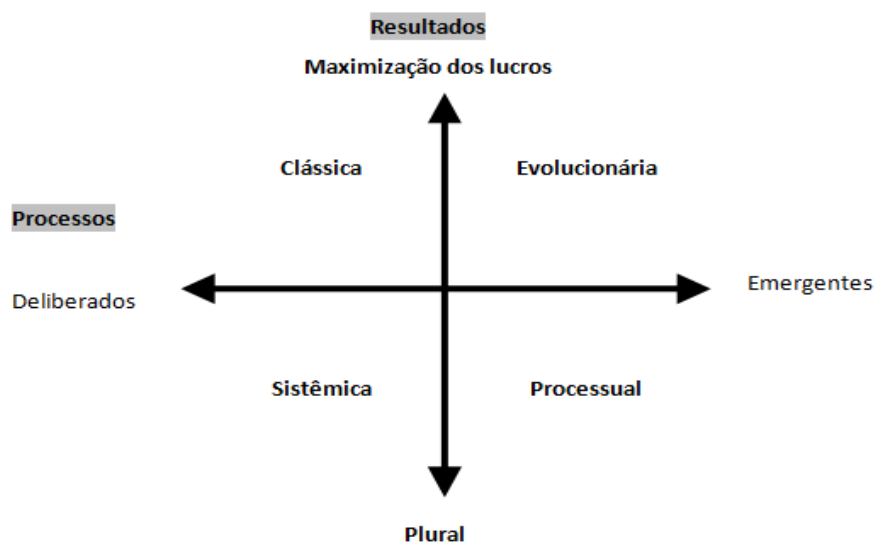 Resultados
Maximização dos lucros
Clássica
Evolucionária
Processos
Deliberados
Emergentes
Sistêmica
Processual
Plural